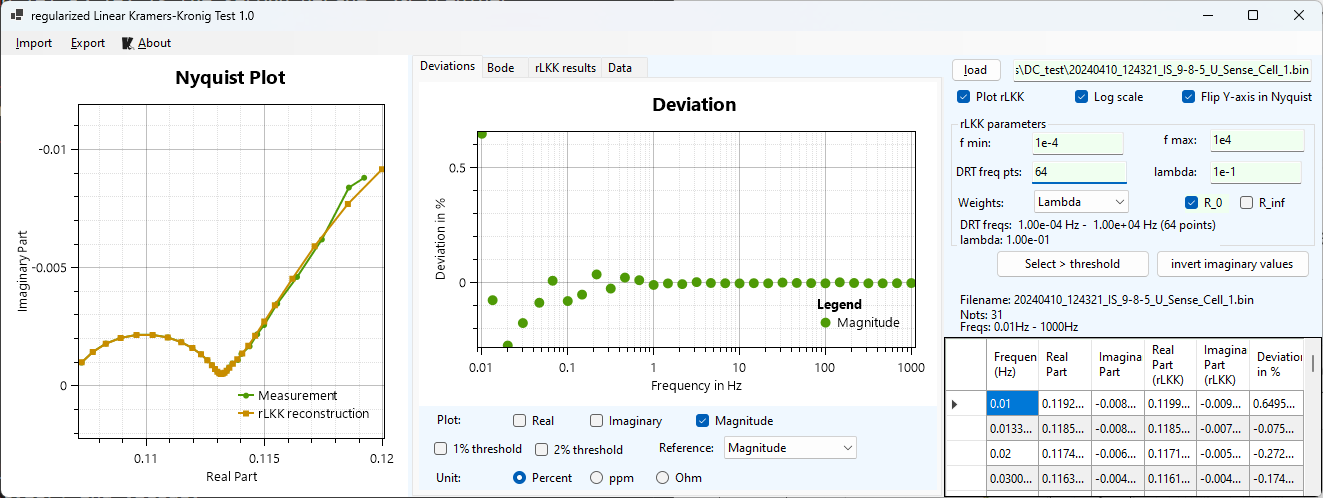 regularized Linear Kramers-Kronig Test 1.0
Import Export About
Nyquist Plot
-0.01
-0.005
0
Imaginary Part
0.11 0.115 0.12
Real Part
Measurement
rLKK reconstruction
Deviations Bode rLKK results Data
Deviation
0.5
0
Deviation in %
0.01 0.1 1 10 100 1000
Frequency in Hz
Legend
Magnitude
Plot: Real Imaginary Magnitude
1% threshold 2% threshold Reference: Magnitude
Unit: Percent ppm Ohm
load s\DC_test\20240410_124321_IS_9-8-5_U_Sense_Cell_1.bin
Plot rLKK Log scale Flip Y-axis in Nyquist
rLKK parameters
f min: 1e-4 f max: 1e4
DRT freq pts: 64 lambda: 1e-1
Weights: Lambda R_0 R_inf
DRT freqs: 1.00e-04 Hz - 1.00e+04 Hz (64 points)
lambda: 1.00e-01
Select > threshold invert imaginary values
Filename: 20240410_124321_IS_9-8-5_U_Sense_Cell_1.bin
Nots: 31
Freqs: 0.01Hz - 1000Hz
Frequen (Hz) Real Part Imagina Part Real Part (rLKK) Imagina Part (rLKK) Deviation in %
0.01 0.1192... -0.008... 0.1199... -0.009... 0.6495...
0.0133... 0.1185... -0.008... 0.1185... -0.007... -0.075...
0.02 0.1174... -0.006... 0.1171... -0.005... -0.272...
0.0300... 0.1163... -0.004... 0.1161... -0.004... -0.174...